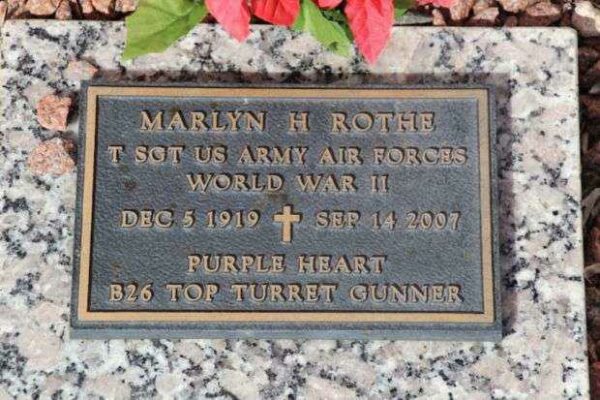 MARLYN H ROTHE
T SGT US ARMY AIR FORCES
WORLD WAR II
DEC 5 1919 ✝ SEP 14 2007
PURPLE HEART
B26 TOP TURRET GUNNER